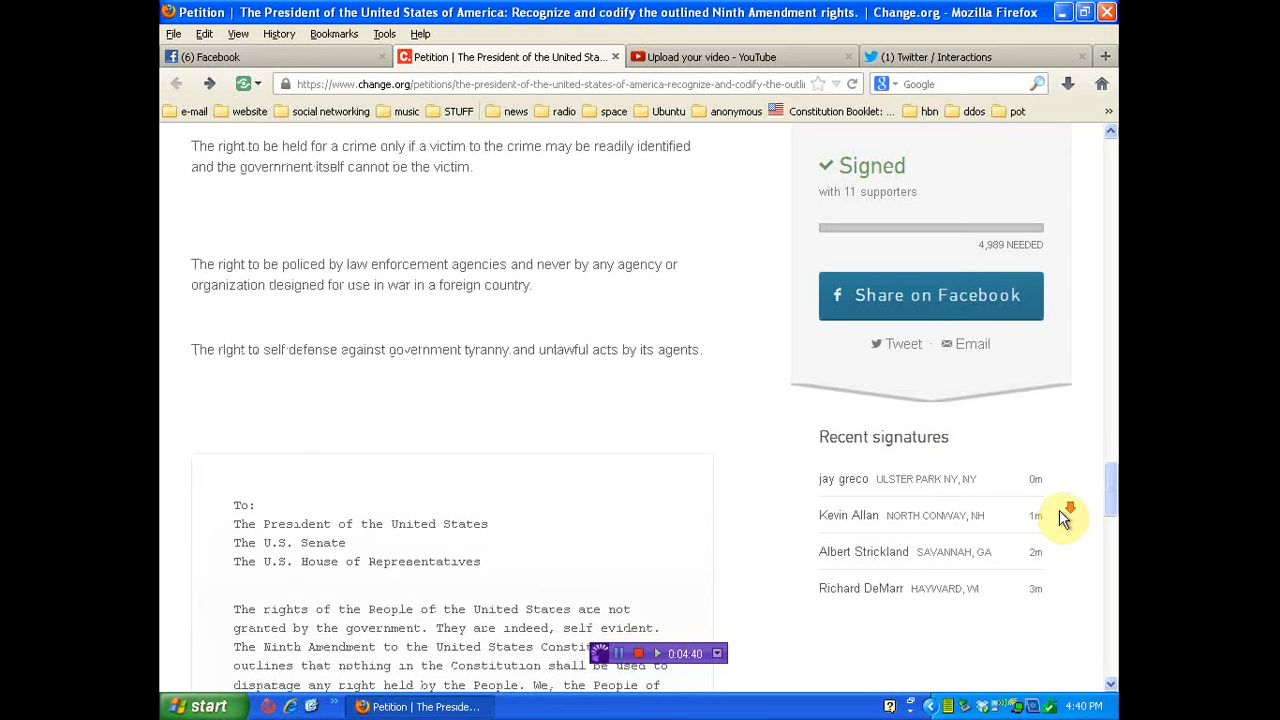 Petition | The President of the United States of America: Recognize and codify the outlined Ninth Amendment rights. | Change.org - Mozilla Firefox
File Edit View History Bookmarks Tools Help
Facebook Petition | The President of the United Sta... Upload your video - YouTube (1) Twitter / Interactions
https://www.change.org/petitions/the-president-of-the-united-states-of-america-recognize-and-codify-the-outli Google
e-mail website social networking music STUFF news radio space Ubuntu anonymous Constitution Booklet: ... hbn ddos pot
The right to be held for a crime only if a victim to the crime may be readily identified
and the government itself cannot be the victim.
The right to be policed by law enforcement agencies and never by any agency or
organization designed for use in war in a foreign country.
The right to self defense against government tyranny and unlawful acts by its agents.
To:
The President of the United States
The U.S. Senate
The U.S. House of Representatives
The rights of the People of the United States are not
granted by the government. They are indeed, self evident.
The Ninth Amendment to the United States Consti
outlines that nothing in the Constitution shall be used to
disparage any right held by the People. We, the People of
Signed
with 11 supporters
4,989 NEEDED
Share on Facebook
Tweet · Email
Recent signatures
jay greco ULSTER PARK NY, NY 0m
Kevin Allan NORTH CONWAY, NH 1m
Albert Strickland SAVANNAH, GA 2m
Richard DeMarr HAYWARD, WI 3m
0:04:40
start Petition | The Preside... 4:40 PM